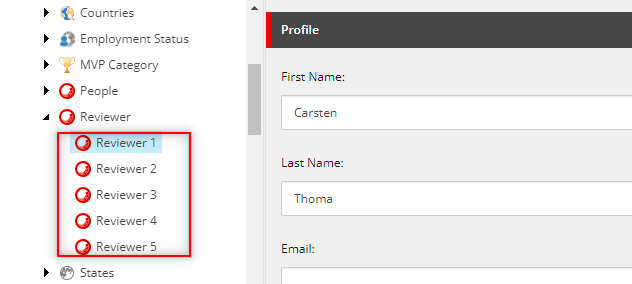 Countries
Employment Status
MVP Category
People
Reviewer
Reviewer 1
Reviewer 2
Reviewer 3
Reviewer 4
Reviewer 5
States
Profile
First Name:
Carsten
Last Name:
Thoma
Email: